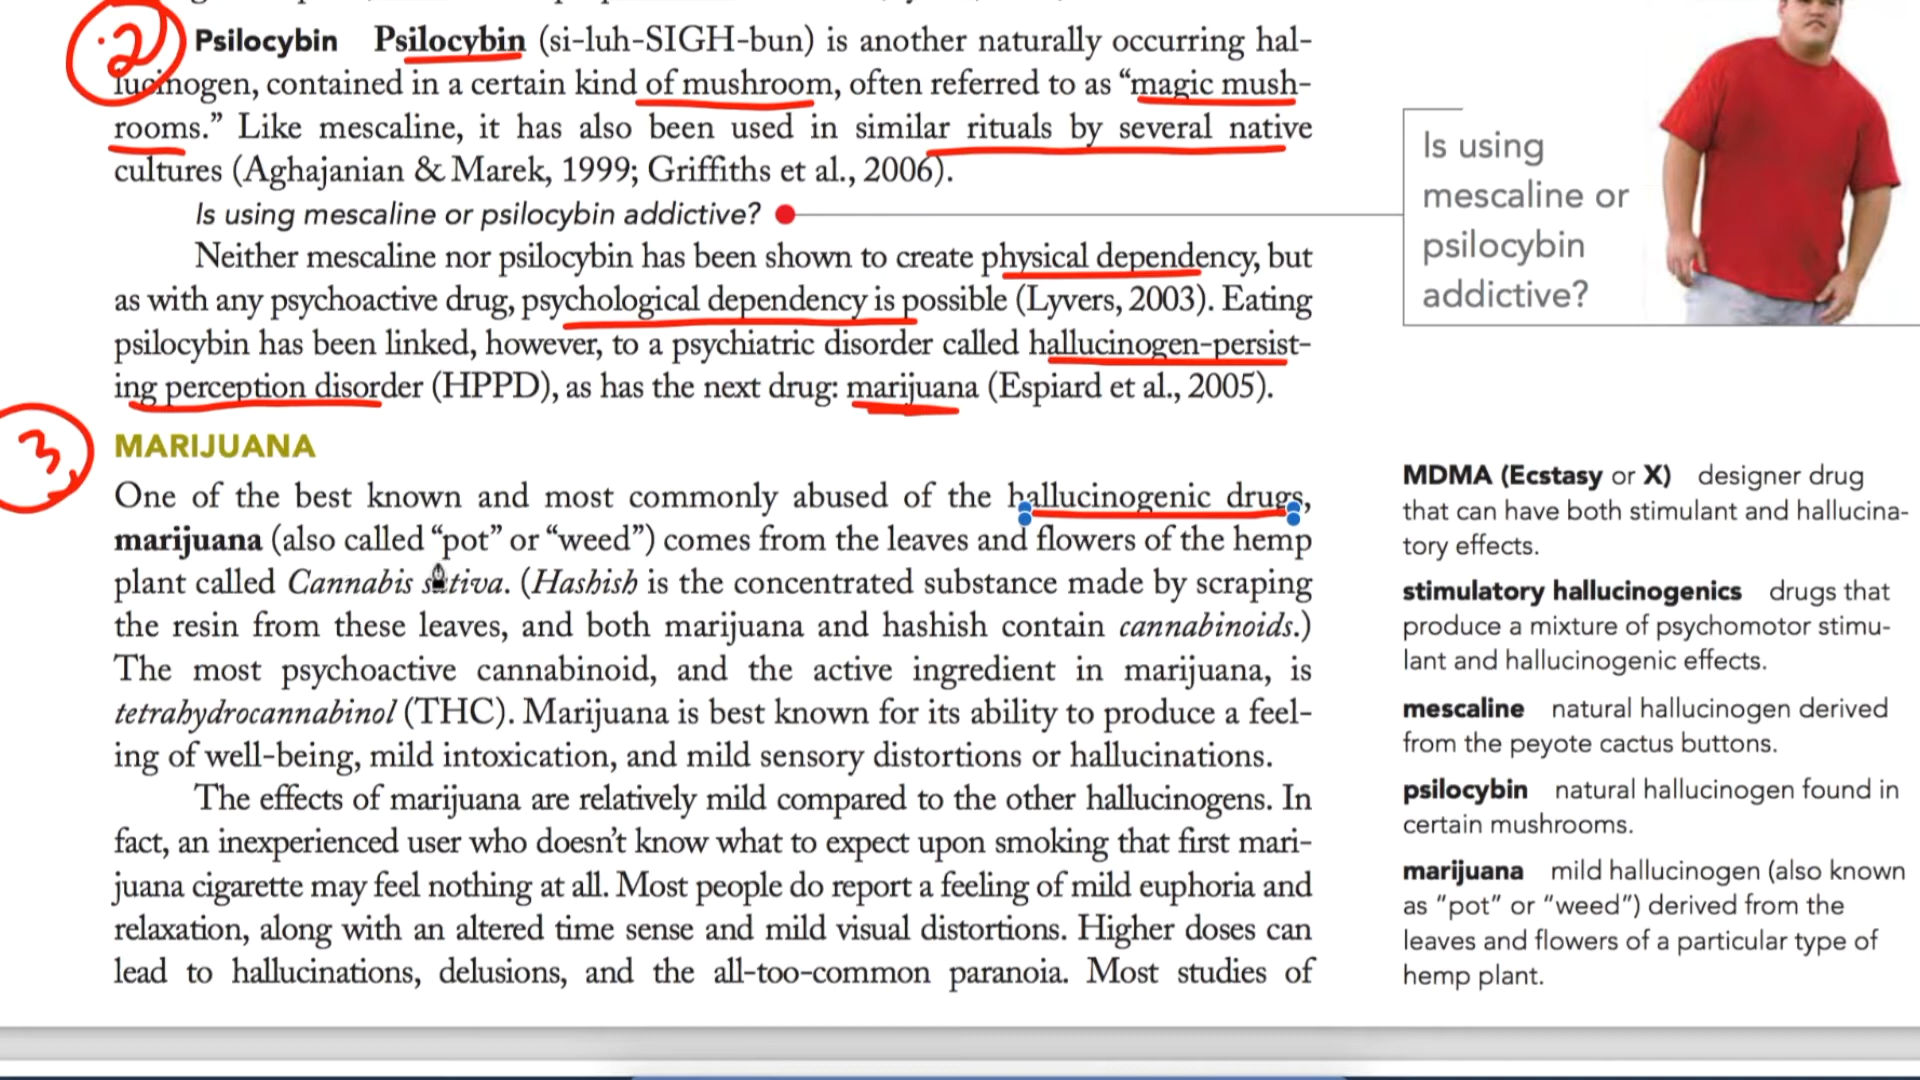 2 Psilocybin Psilocybin (si-luh-SIGH-bun) is another naturally occurring hal-
lucinogen, contained in a certain kind of mushroom, often referred to as “magic mush-
rooms.” Like mescaline, it has also been used in similar rituals by several native
cultures (Aghajanian & Marek, 1999; Griffiths et al., 2006).
Is using mescaline or psilocybin addictive?
Neither mescaline nor psilocybin has been shown to create physical dependency, but
as with any psychoactive drug, psychological dependency is possible (Lyvers, 2003). Eating
psilocybin has been linked, however, to a psychiatric disorder called hallucinogen-persist-
ing perception disorder (HPPD), as has the next drug: marijuana (Espiard et al., 2005).
3 MARIJUANA
One of the best known and most commonly abused of the hallucinogenic drugs,
marijuana (also called “pot” or “weed”) comes from the leaves and flowers of the hemp
plant called Cannabis sativa. (Hashish is the concentrated substance made by scraping
the resin from these leaves, and both marijuana and hashish contain cannabinoids.)
The most psychoactive cannabinoid, and the active ingredient in marijuana, is
tetrahydrocannabinol (THC). Marijuana is best known for its ability to produce a feel-
ing of well-being, mild intoxication, and mild sensory distortions or hallucinations.
The effects of marijuana are relatively mild compared to the other hallucinogens. In
fact, an inexperienced user who doesn’t know what to expect upon smoking that first mari-
juana cigarette may feel nothing at all. Most people do report a feeling of mild euphoria and
relaxation, along with an altered time sense and mild visual distortions. Higher doses can
lead to hallucinations, delusions, and the all-too-common paranoia. Most studies of
Is using
mescaline or
psilocybin
addictive?
MDMA (Ecstasy or X) designer drug
that can have both stimulant and hallucina-
tory effects.
stimulatory hallucinogenics drugs that
produce a mixture of psychomotor stimu-
lant and hallucinogenic effects.
mescaline natural hallucinogen derived
from the peyote cactus buttons.
psilocybin natural hallucinogen found in
certain mushrooms.
marijuana mild hallucinogen (also known
as “pot” or “weed”) derived from the
leaves and flowers of a particular type of
hemp plant.